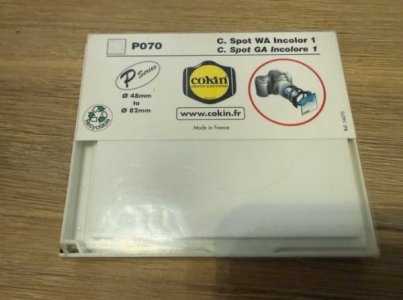 P070
C. Spot WA Incolor 1
C. Spot GA Incolore 1
P Series
Ø 48mm
to
Ø 82mm
cokin
www.cokin.fr
Made in France
Recyclable